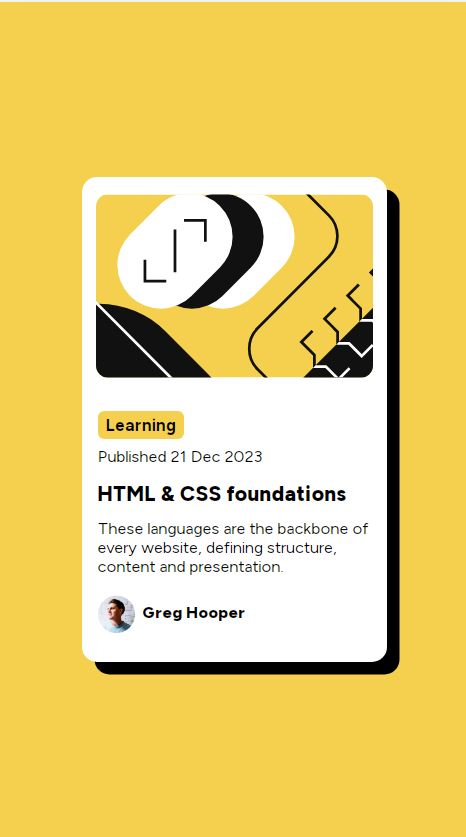 Learning
Published 21 Dec 2023
HTML & CSS foundations
These languages are the backbone of
every website, defining structure,
content and presentation.
Greg Hooper